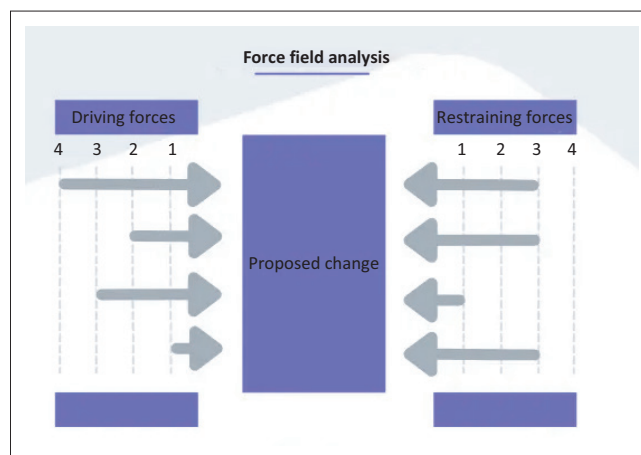 Force field analysis
Driving forces
Restraining forces
4 3 2 1
1 2 3 4
Proposed change